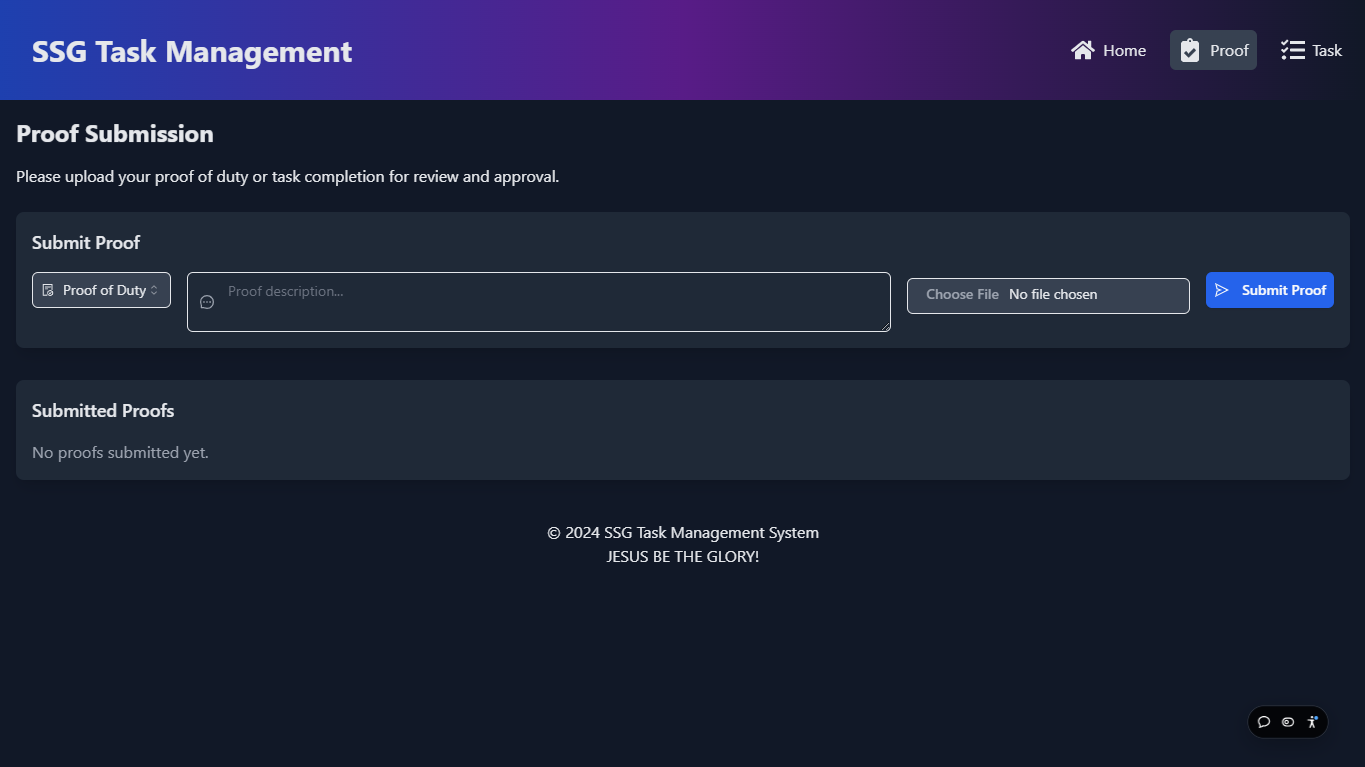 SSG Task Management
Home
Proof
Task
Proof Submission
Please upload your proof of duty or task completion for review and approval.
Submit Proof
Proof of Duty
Proof description...
Choose File No file chosen
Submit Proof
Submitted Proofs
No proofs submitted yet.
© 2024 SSG Task Management System
JESUS BE THE GLORY!